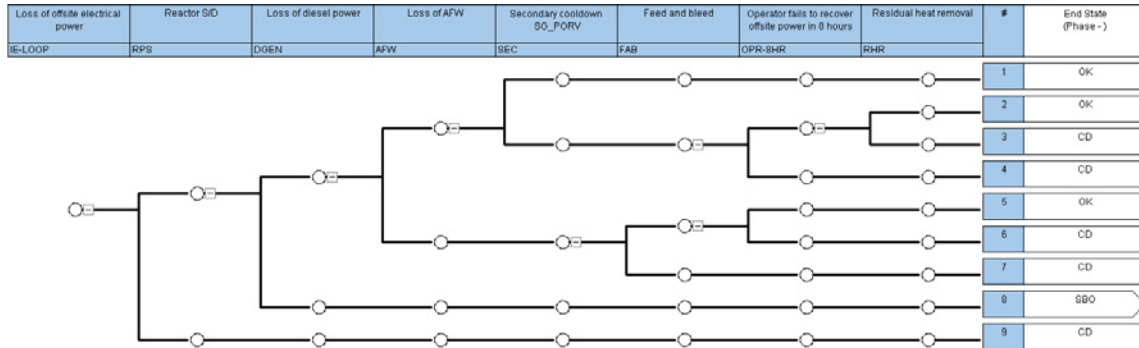 Loss of offsite electrical power
Reactor S/D
Loss of diesel power
Loss of AFW
Secondary cooldown SG_PORV
Feed and bleed
Operator fails to recover offsite power in 8 hours
Residual heat removal
#
End State (Phase - )
IE-LOOP
RPS
DGEN
AFW
SEC
FAB
OPR-8HR
RHR
1 OK
2 OK
3 CD
4 CD
5 OK
6 CD
7 CD
8 SBO
9 CD